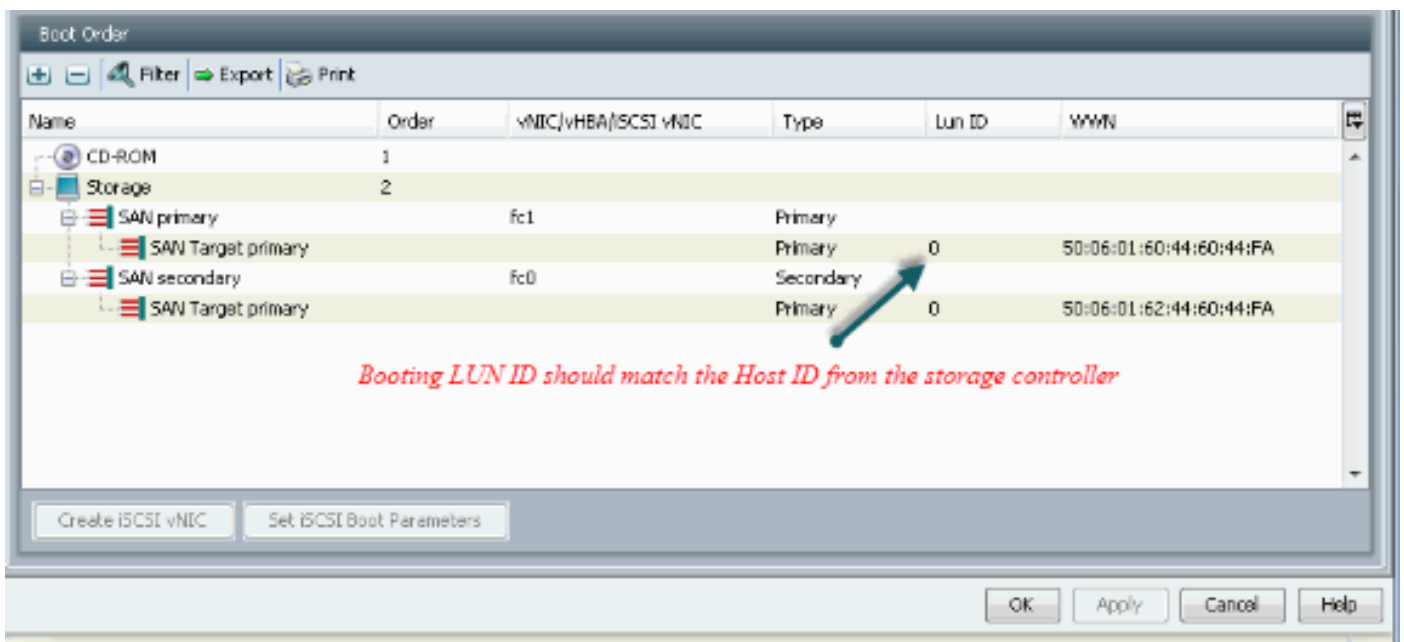 Boot Order
Filter Export Print
Name Order vNIC/vHBA/iSCSI vNIC Type Lun ID WWN
CD-ROM 1
Storage 2
SAN primary fc1 Primary
SAN Target primary Primary 0 50:06:01:60:44:60:44:FA
SAN secondary fc0 Secondary
SAN Target primary Primary 0 50:06:01:62:44:60:44:FA
Booting LUN ID should match the Host ID from the storage controller
Create iSCSI vNIC Set iSCSI Boot Parameters
OK Apply Cancel Help